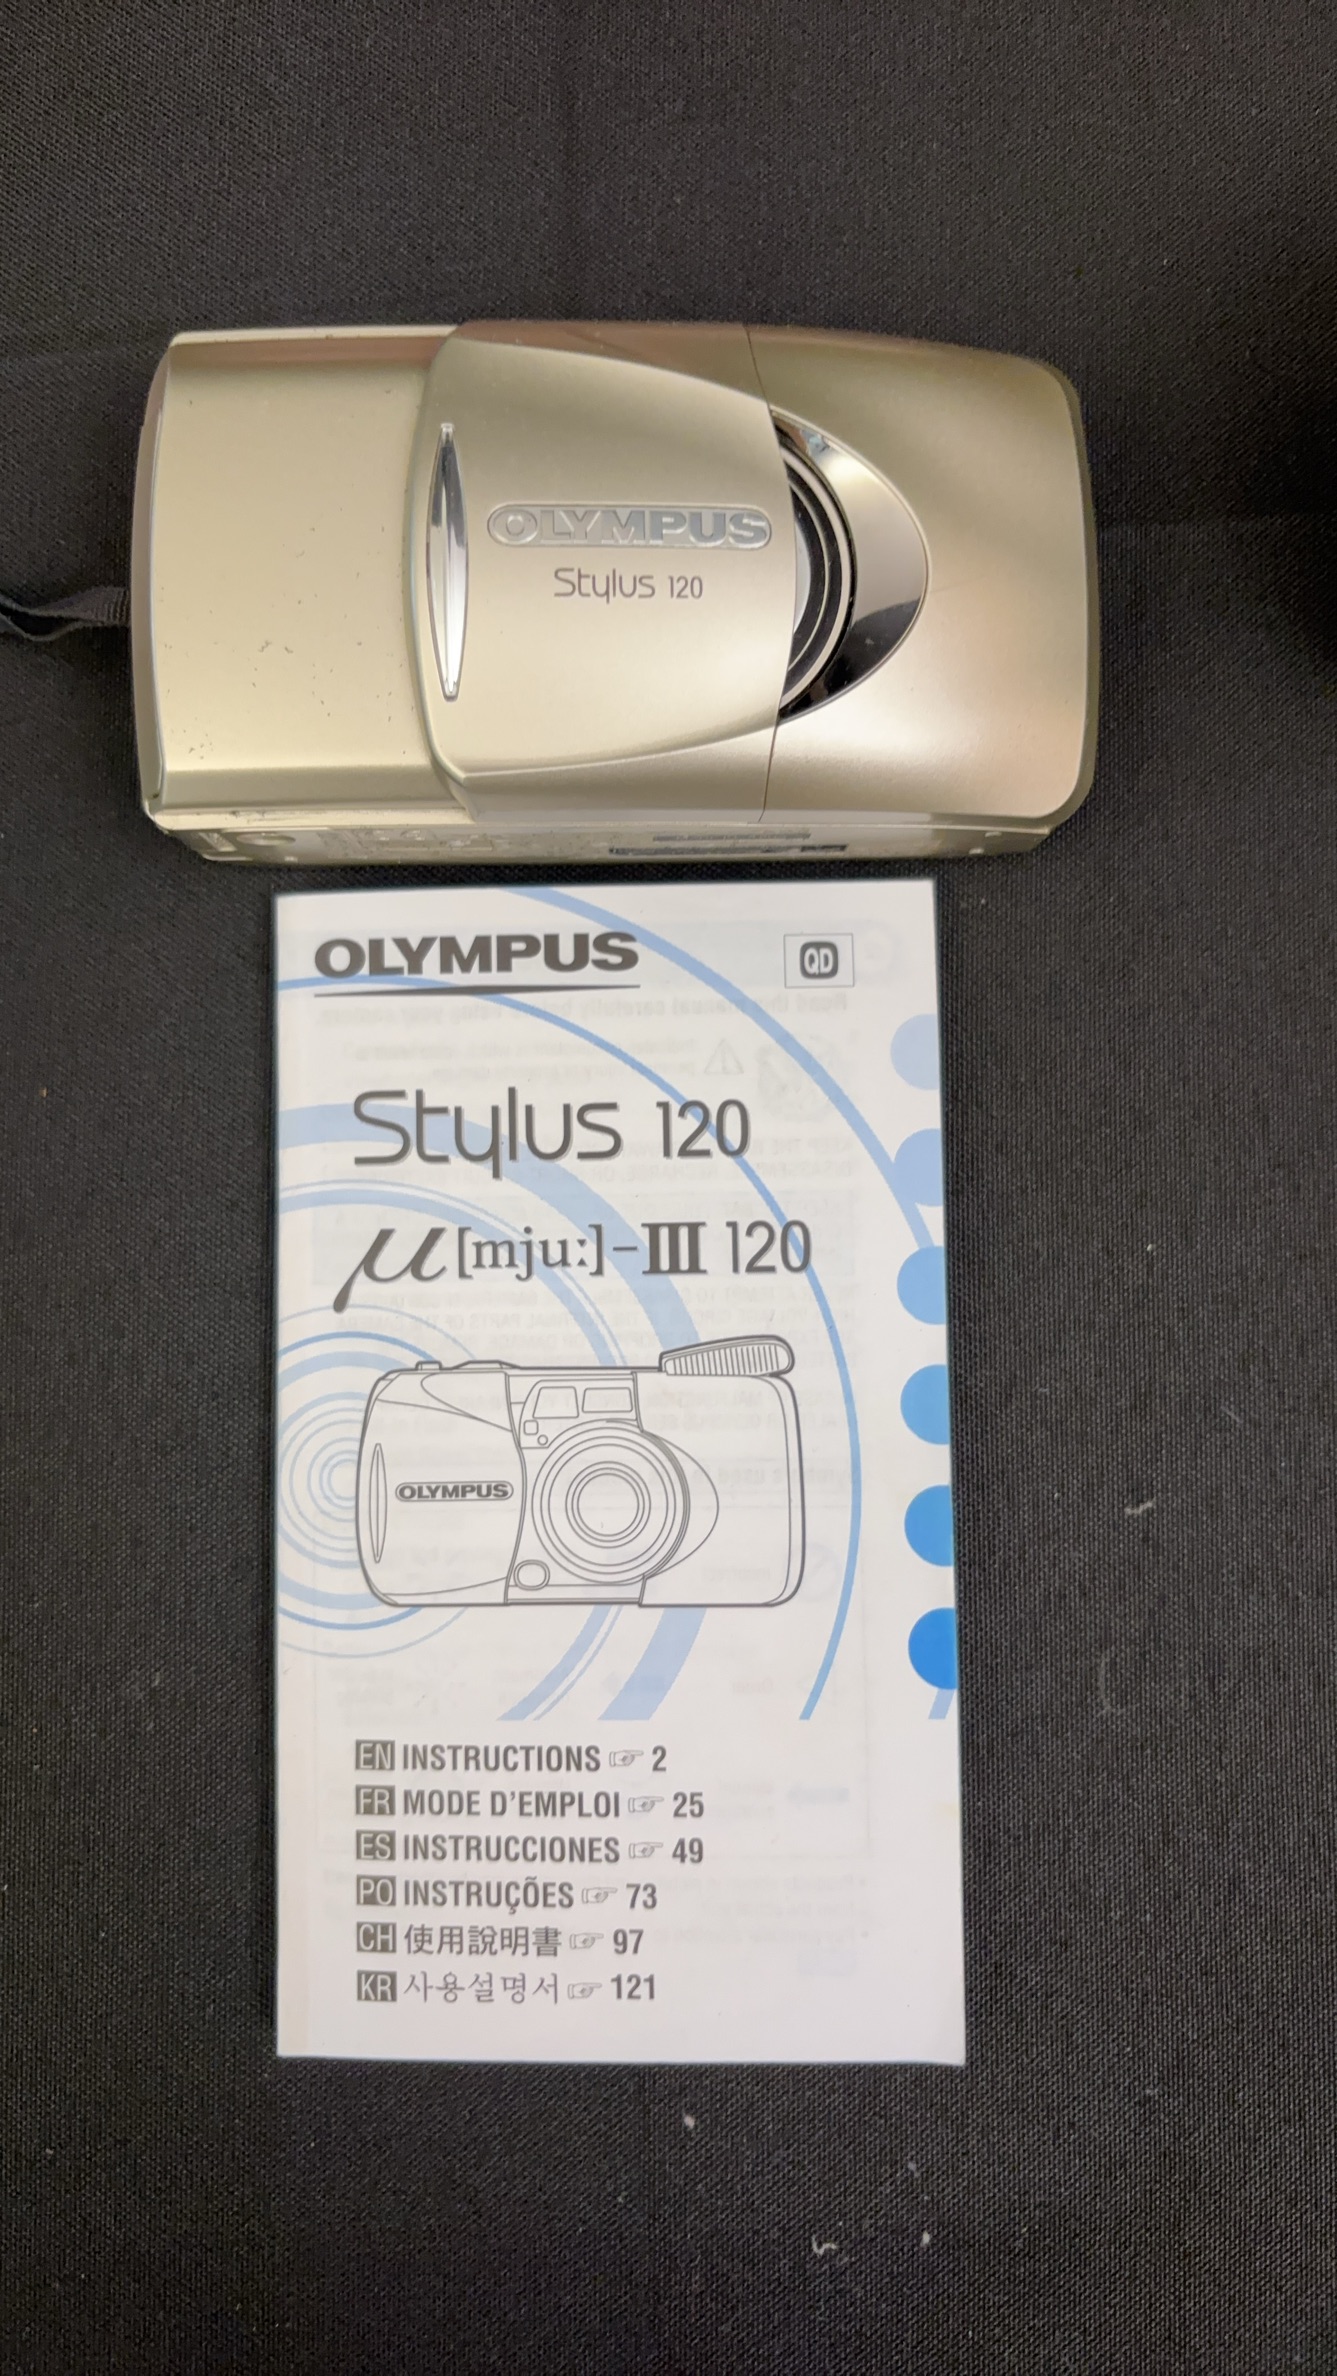 OLYMPUS
Stylus 120
OLYMPUS
QD
Stylus 120
µ[mju:]-III 120
OLYMPUS
EN INSTRUCTIONS ☞ 2
FR MODE D'EMPLOI ☞ 25
ES INSTRUCCIONES ☞ 49
PO INSTRUÇÕES ☞ 73
CH 使用說明書 ☞ 97
KR 사용설명서 ☞ 121